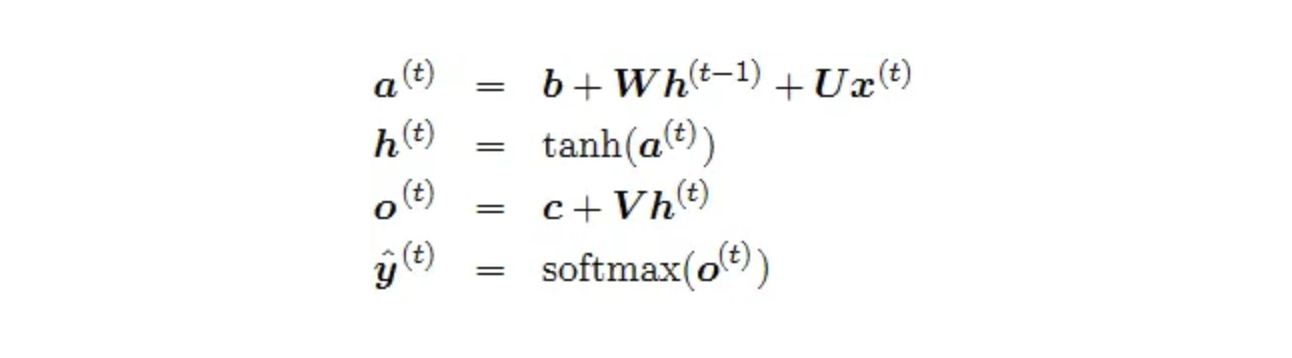 a^(t) = b + Wh^(t−1) + Ux^(t)
h^(t) = tanh(a^(t))
o^(t) = c + Vh^(t)
ŷ^(t) = softmax(o^(t))